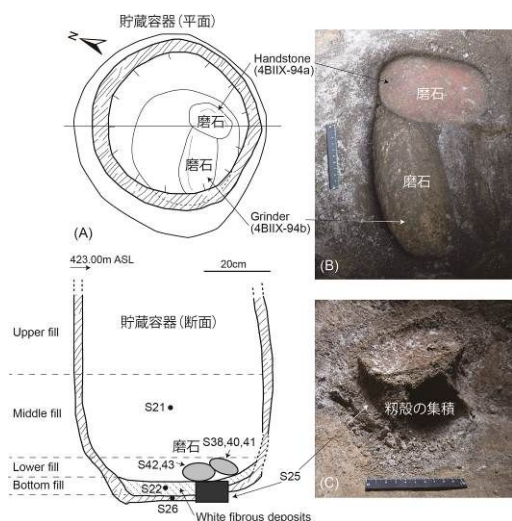 貯蔵容器(平面)
N
Handstone
(4BIIX-94a)
磨石
磨石
Grinder
(4BIIX-94b)
(A)
磨石
磨石
(B)
423.00m ASL
20cm
貯蔵容器(断面)
Upper fill
Middle fill
S21
磨石
S38,40,41
Lower fill
S42,43
Bottom fill
S22
S26
S25
White fibrous deposits
籾殻の集積
(C)